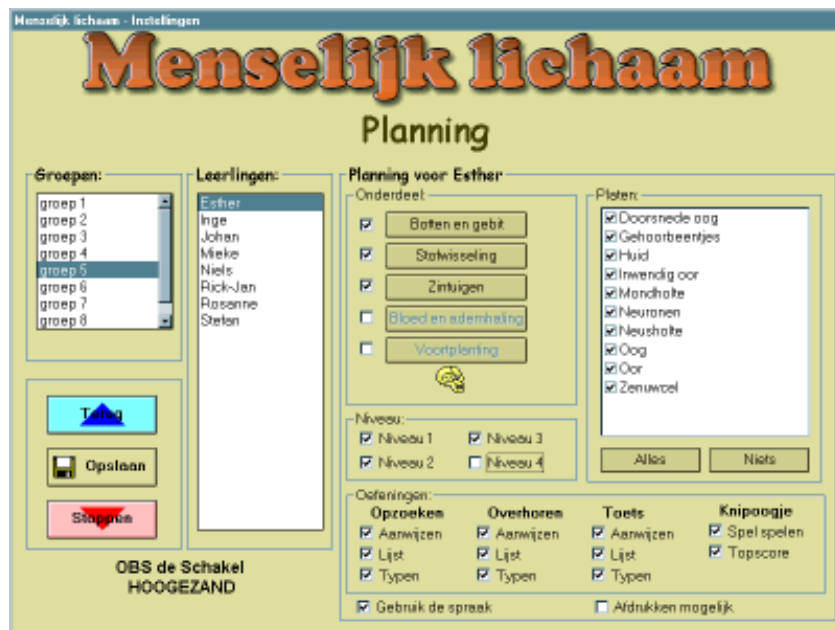 Menselijk lichaam - Instellingen
Menselijk lichaam
Planning
Groepen:
groep 1
groep 2
groep 3
groep 4
groep 5
groep 6
groep 7
groep 8
Leerlingen:
Esther
Inge
Johan
Mieke
Niels
Rick-Jan
Rosanne
Stefan
Planning voor Esther
Onderdeel:
Botten en gebit
Stofwisseling
Zintuigen
Bloed en ademhaling
Voortplanting
Platen:
Doorsnede oog
Gehoorbeentjes
Huid
Inwendig oor
Mondholte
Neuronen
Neusholte
Oog
Oor
Zenuwcel
Alles
Niets
Niveau:
Niveau 1
Niveau 3
Niveau 2
Niveau 4
Terug
Opslaan
Stoppen
OBS de Schakel
HOOGEZAND
Oefeningen:
Opzoeken
Aanwijzen
Lijst
Typen
Overhoren
Aanwijzen
Lijst
Typen
Toets
Aanwijzen
Lijst
Typen
Knipoogje
Spel spelen
Topscore
Gebruik de spraak
Afdrukken mogelijk